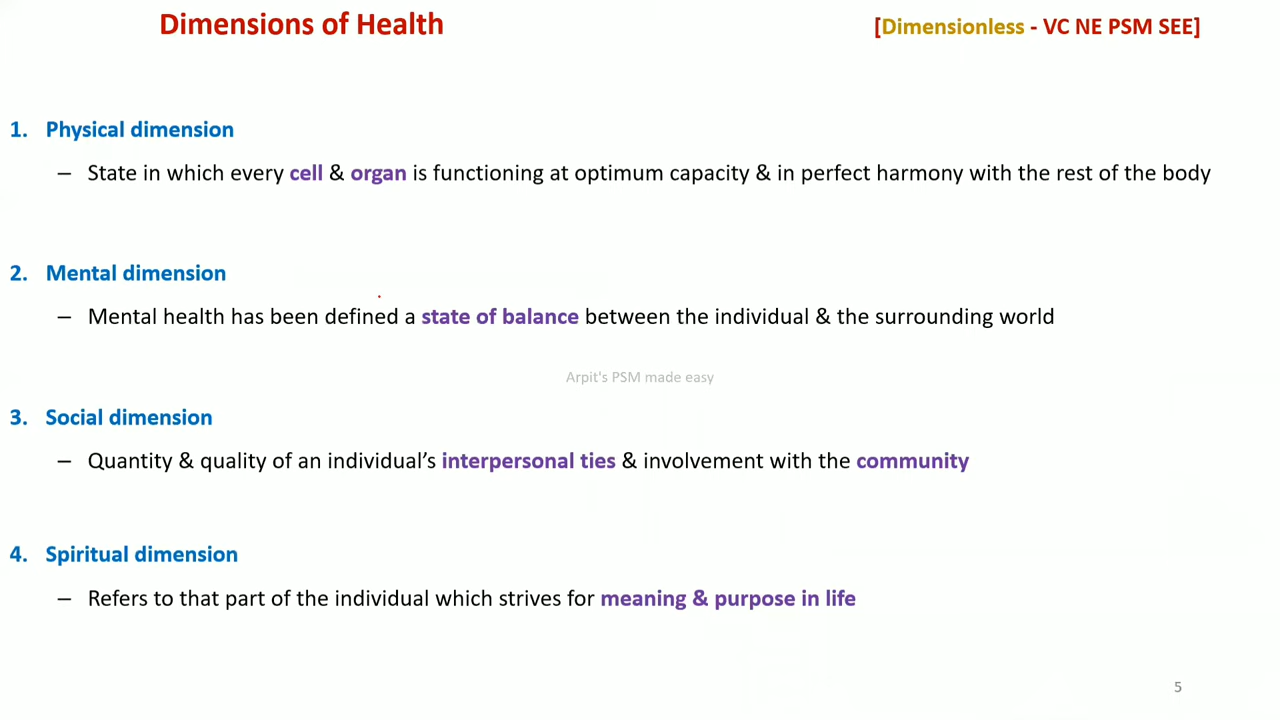 Dimensions of Health
[Dimensionless - VC NE PSM SEE]
1. Physical dimension
– State in which every cell & organ is functioning at optimum capacity & in perfect harmony with the rest of the body
2. Mental dimension
– Mental health has been defined a state of balance between the individual & the surrounding world
Arpit's PSM made easy
3. Social dimension
– Quantity & quality of an individual’s interpersonal ties & involvement with the community
4. Spiritual dimension
– Refers to that part of the individual which strives for meaning & purpose in life
5